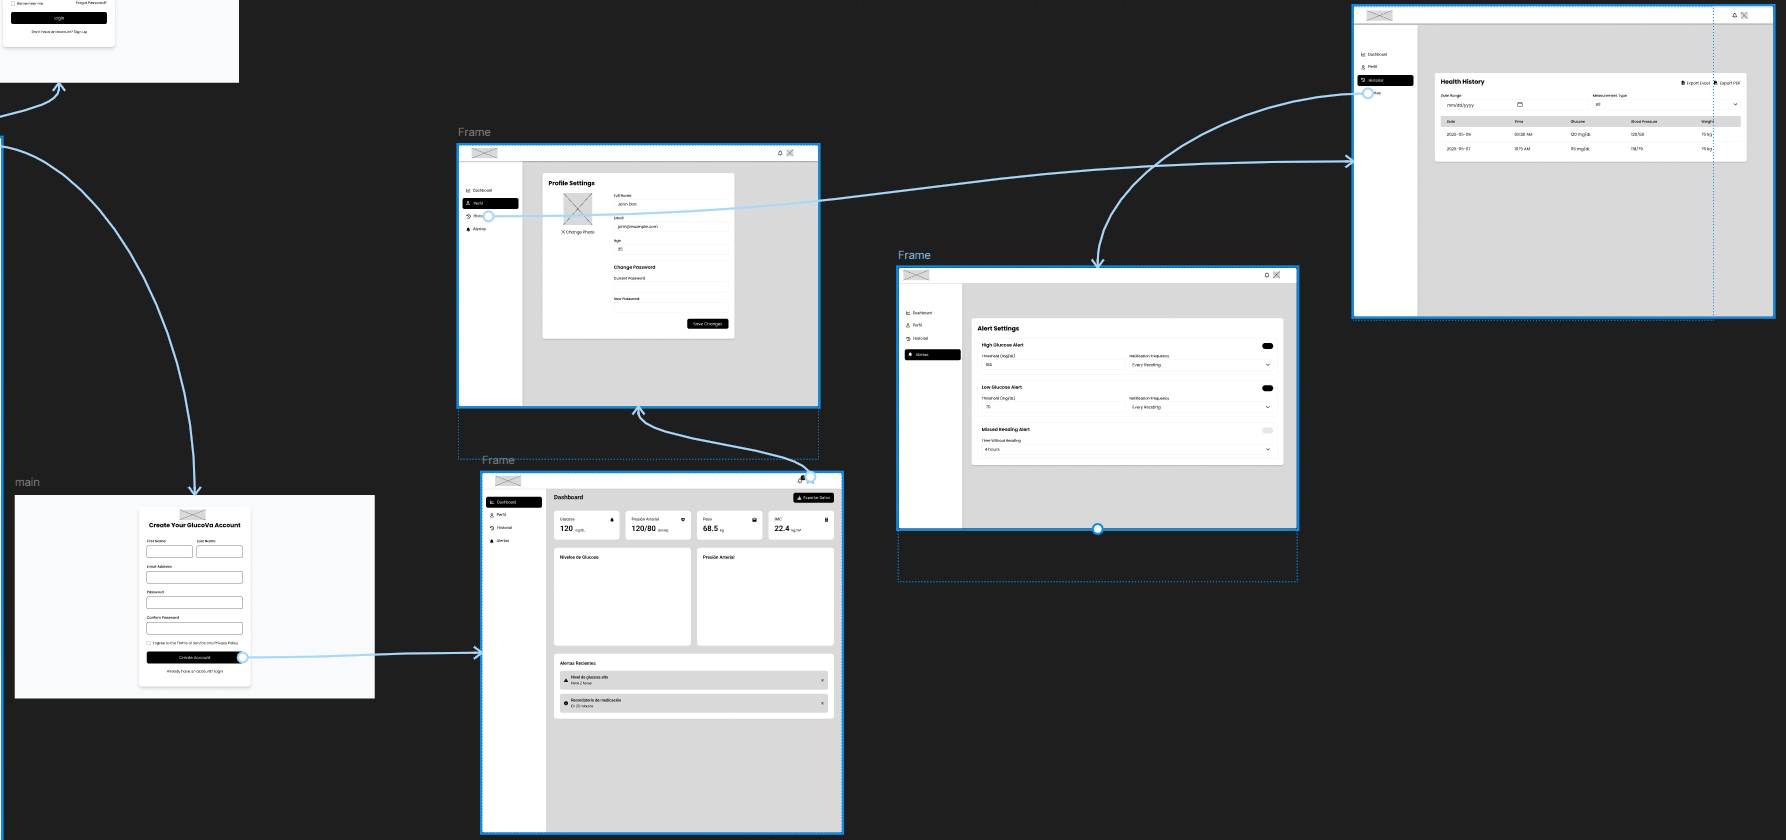 Remember me
Forgot Password?
Login
Don't have an account? Sign up
main
Create Your GlucoVa Account
First Name
Last Name
Email Address
Password
Confirm Password
I agree to the Terms of Service and Privacy Policy
Create Account
Already have an account? Login
Frame
Dashboard
Perfil
Alertas
Profile Settings
Change Photo
Full Name
John Doe
Email
john@example.com
Age
35
Change Password
Current Password
New Password
Save Changes
Frame
Dashboard
Perfil
Historial
Alertas
Dashboard
Exportar Datos
Glucosa
120 mg/dL
Presión Arterial
120/80 mmHg
Peso
68.5 kg
IMC
22.4 kg/m²
Niveles de Glucosa
Presión Arterial
Alertas Recientes
Nivel de glucosa alto
Hace 2 horas
Recordatorio de medicación
En 30 minutos
Frame
Dashboard
Perfil
Historial
Alertas
Alert Settings
High Glucose Alert
Threshold (mg/dL)
Notification Frequency
180
Every Reading
Low Glucose Alert
Threshold (mg/dL)
Notification Frequency
70
Every Reading
Missed Reading Alert
Time Without Reading
4 hours
Dashboard
Perfil
Historial
Health History
Export Excel
Export PDF
Date Range
mm/dd/yyyy
Measurement Type
All
Date
Time
Glucose
Blood Pressure
Weight
2025-05-08
09:30 AM
120 mg/dL
120/80
75 kg
2025-05-07
10:15 AM
115 mg/dL
118/79
75 kg